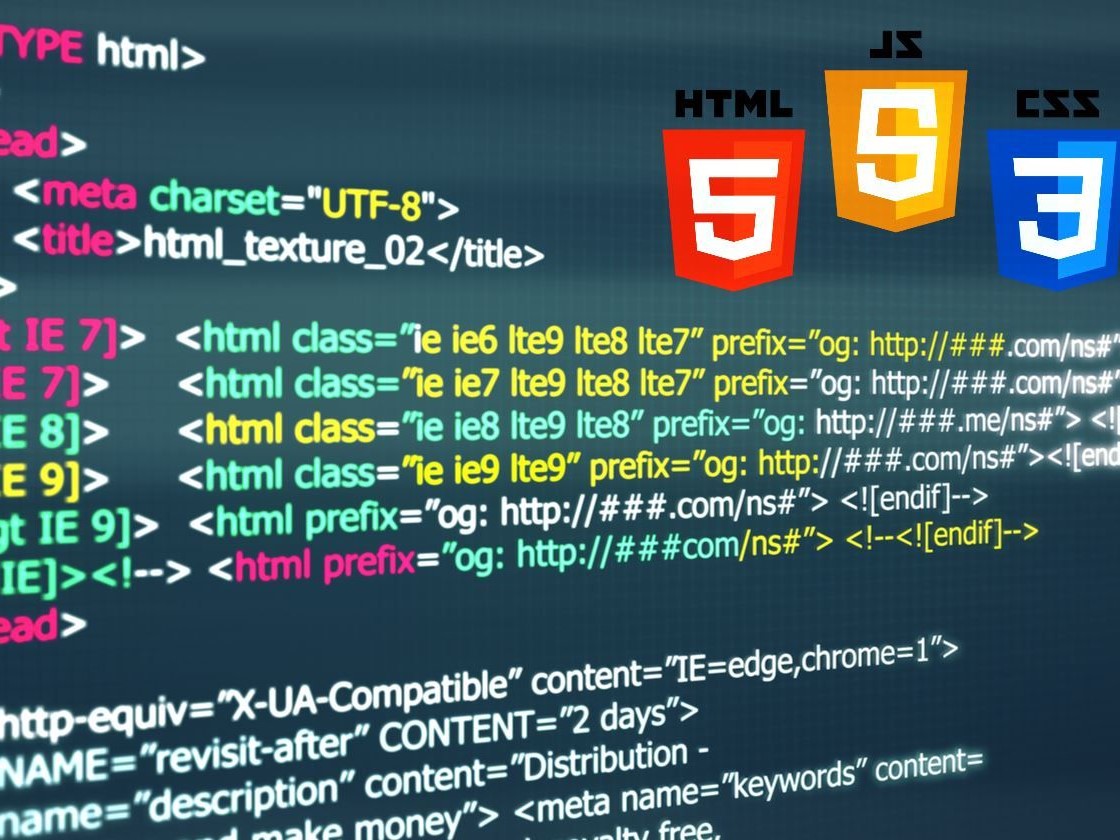 TYPE html>
JS
HTML
CSS
5
5
3
ead>
<meta charset="UTF-8">
<title>html_texture_02</title>
>
t IE 7]> <html class="ie ie6 lte9 lte8 lte7" prefix="og: http://###.com/ns#"
E 7]> <html class="ie ie7 lte9 lte8 lte7" prefix="og: http://###.com/ns#"
E 8]> <html class="ie ie8 lte9 lte8" prefix="og: http://###.me/ns#"> <![
E 9]> <html class="ie ie9 lte9" prefix="og: http://###.com/ns#"><![end
gt IE 9]> <html prefix="og: http://###.com/ns#"> <![endif]-->
IE]><!--> <html prefix="og: http://###com/ns#"> <!--<![endif]-->
ead>
http-equiv="X-UA-Compatible" content="IE=edge,chrome=1">
NAME="revisit-after" CONTENT="2 days">
name="description" content="Distribution -
and make money"> <meta name="keywords" content=
royalty free,